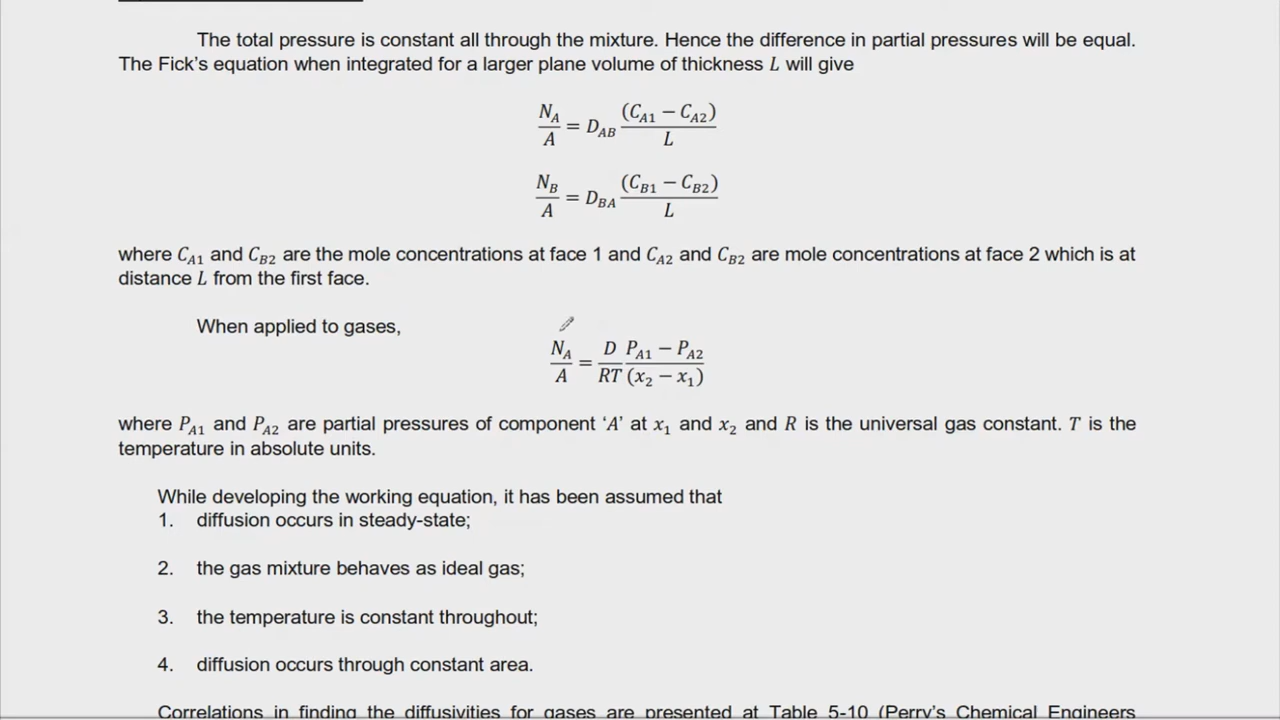 The total pressure is constant all through the mixture. Hence the difference in partial pressures will be equal.
The Fick's equation when integrated for a larger plane volume of thickness L will give
N_A/A = D_AB (C_A1 − C_A2)/L
N_B/A = D_BA (C_B1 − C_B2)/L
where C_A1 and C_B2 are the mole concentrations at face 1 and C_A2 and C_B2 are mole concentrations at face 2 which is at
distance L from the first face.
When applied to gases,
N_A/A = D/RT (P_A1 − P_A2)/(x_2 − x_1)
where P_A1 and P_A2 are partial pressures of component 'A' at x_1 and x_2 and R is the universal gas constant. T is the
temperature in absolute units.
While developing the working equation, it has been assumed that
1. diffusion occurs in steady-state;
2. the gas mixture behaves as ideal gas;
3. the temperature is constant throughout;
4. diffusion occurs through constant area.
Correlations in finding the diffusivities for gases are presented at Table 5-10 (Perry's Chemical Engineers